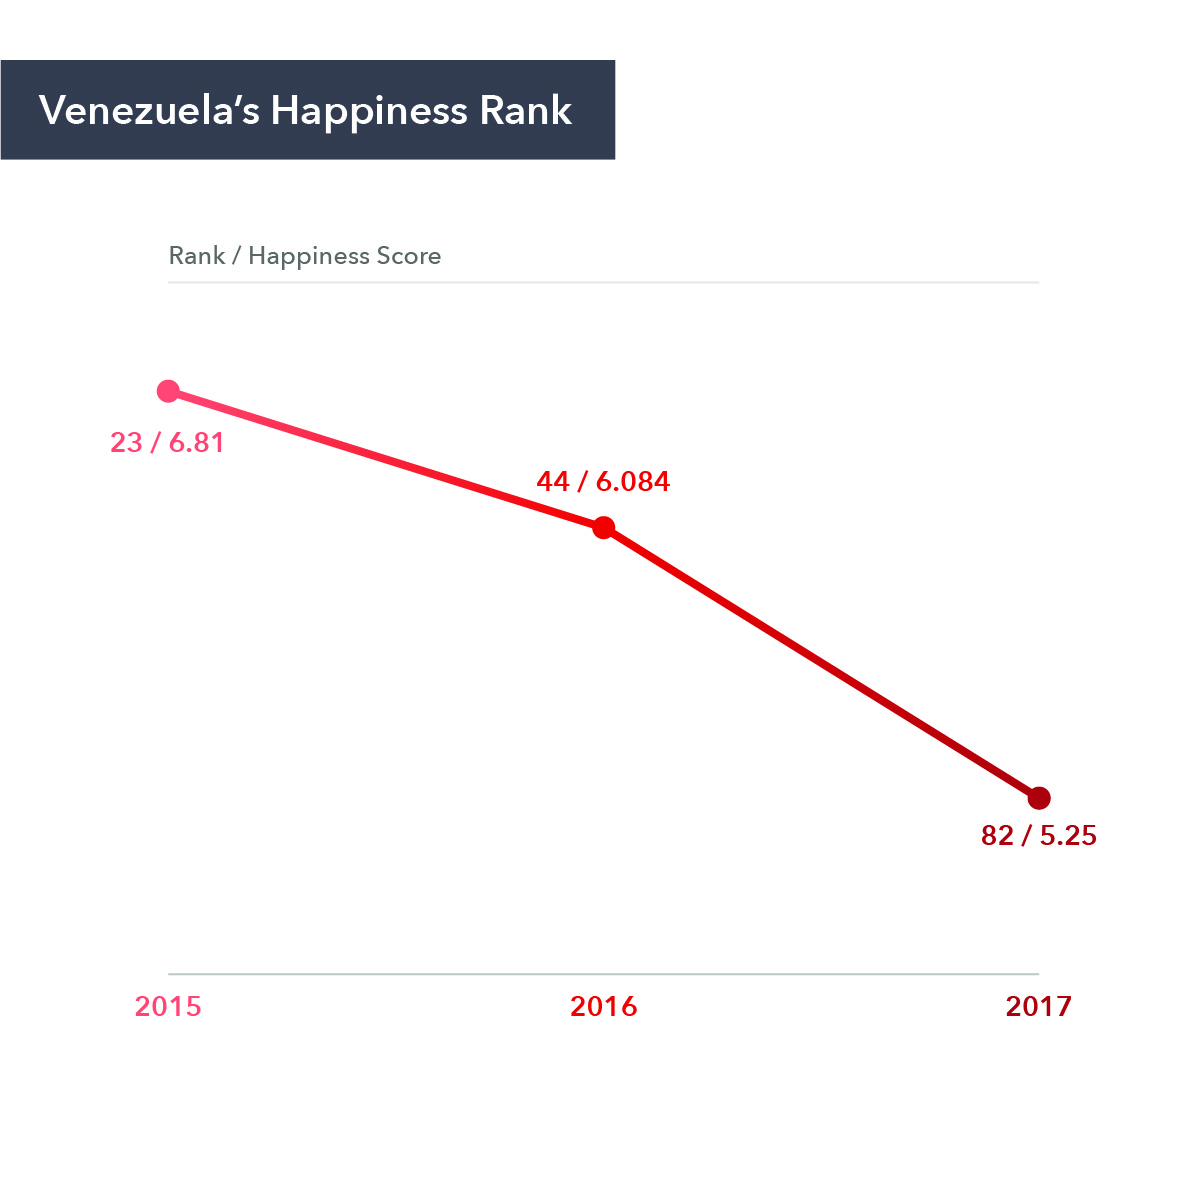 Venezuela’s Happiness Rank
Rank / Happiness Score
23 / 6.81
44 / 6.084
82 / 5.25
2015
2016
2017